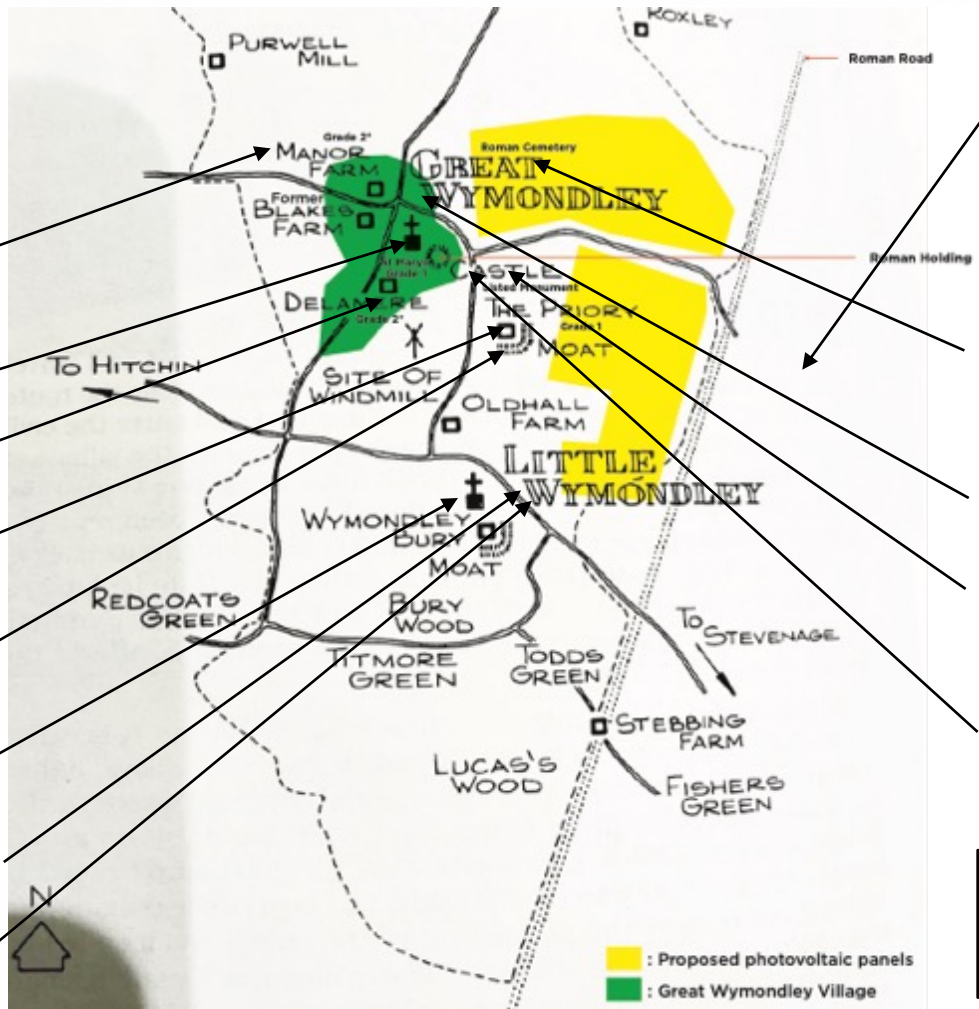 PURWELL
MILL
ROXLEY
Roman Road
Grade 2*
MANOR
FARM
Roman Cemetery
GREAT
WYMONDLEY
Former
BLAKES
FARM
St Marys
Grade 1
Roman Holding
CASTLE
Listed Monument
DELAMERE
Grade 2*
THE PRIORY
Grade 1
MOAT
TO HITCHIN
SITE OF
WINDMILL
OLDHALL
FARM
LITTLE
WYMONDLEY
WYMONDLEY
BURY
MOAT
REDCOATS
GREEN
BURY
WOOD
TITMORE
GREEN
TODDS
GREEN
TO
STEVENAGE
STEBBING
FARM
LUCAS'S
WOOD
FISHERS
GREEN
N
: Proposed photovoltaic panels
: Great Wymondley Village